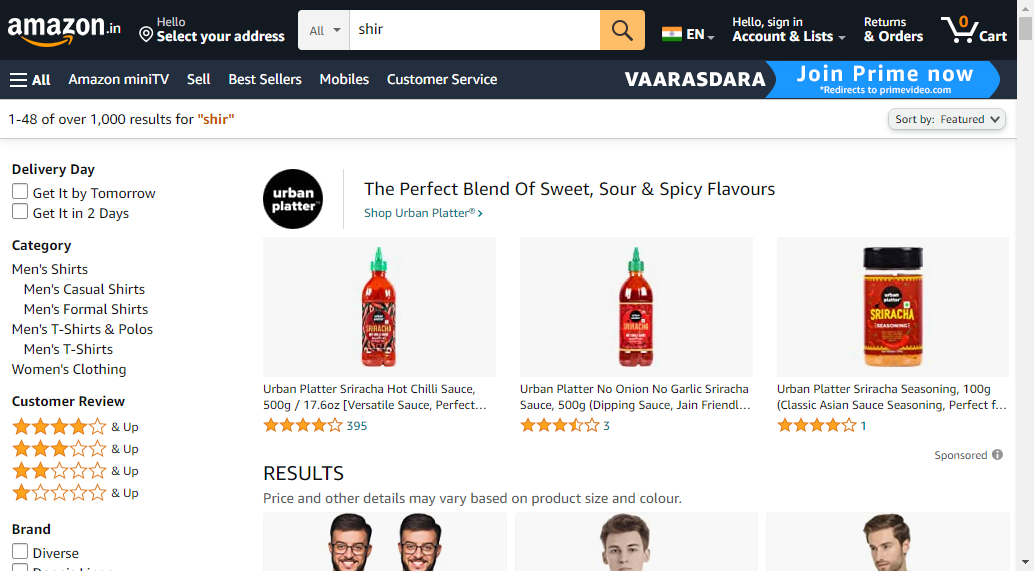 amazon.in
Hello
Select your address
All
shir
EN
Hello, sign in
Account & Lists
Returns
& Orders
0
Cart
All
Amazon miniTV
Sell
Best Sellers
Mobiles
Customer Service
VAARASDARA
Join Prime now
*Redirects to primevideo.com
1-48 of over 1,000 results for "shir"
Sort by: Featured
Delivery Day
Get It by Tomorrow
Get It in 2 Days
Category
Men's Shirts
Men's Casual Shirts
Men's Formal Shirts
Men's T-Shirts & Polos
Men's T-Shirts
Women's Clothing
Customer Review
& Up
& Up
& Up
& Up
Brand
Diverse
urban
platter
The Perfect Blend Of Sweet, Sour & Spicy Flavours
Shop Urban Platter® ›
SRIRACHA
SRIRACHA
urban
platter
SRIRACHA
SEASONING
Urban Platter Sriracha Hot Chilli Sauce,
500g / 17.6oz [Versatile Sauce, Perfect...
395
Urban Platter No Onion No Garlic Sriracha
Sauce, 500g (Dipping Sauce, Jain Friendl...
3
Urban Platter Sriracha Seasoning, 100g
(Classic Asian Sauce Seasoning, Perfect f...
1
Sponsored
RESULTS
Price and other details may vary based on product size and colour.